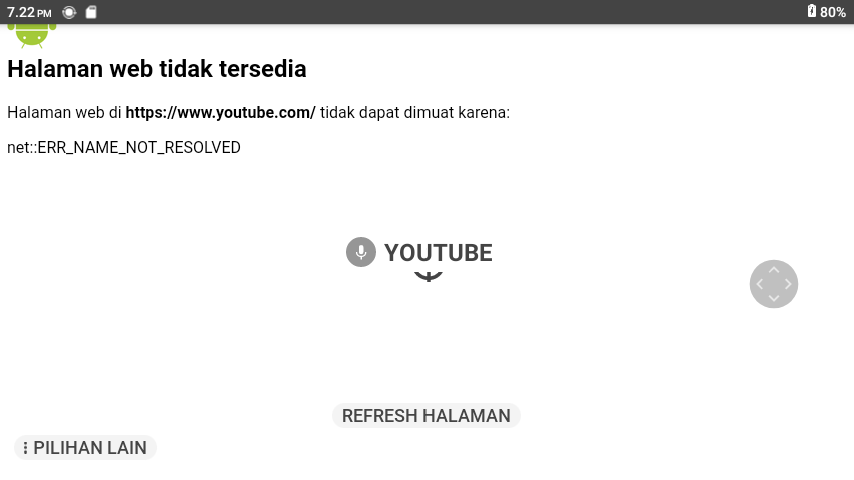 7.22 PM
80%
Halaman web tidak tersedia
Halaman web di https://www.youtube.com/ tidak dapat dimuat karena:
net::ERR_NAME_NOT_RESOLVED
YOUTUBE
REFRESH HALAMAN
PILIHAN LAIN